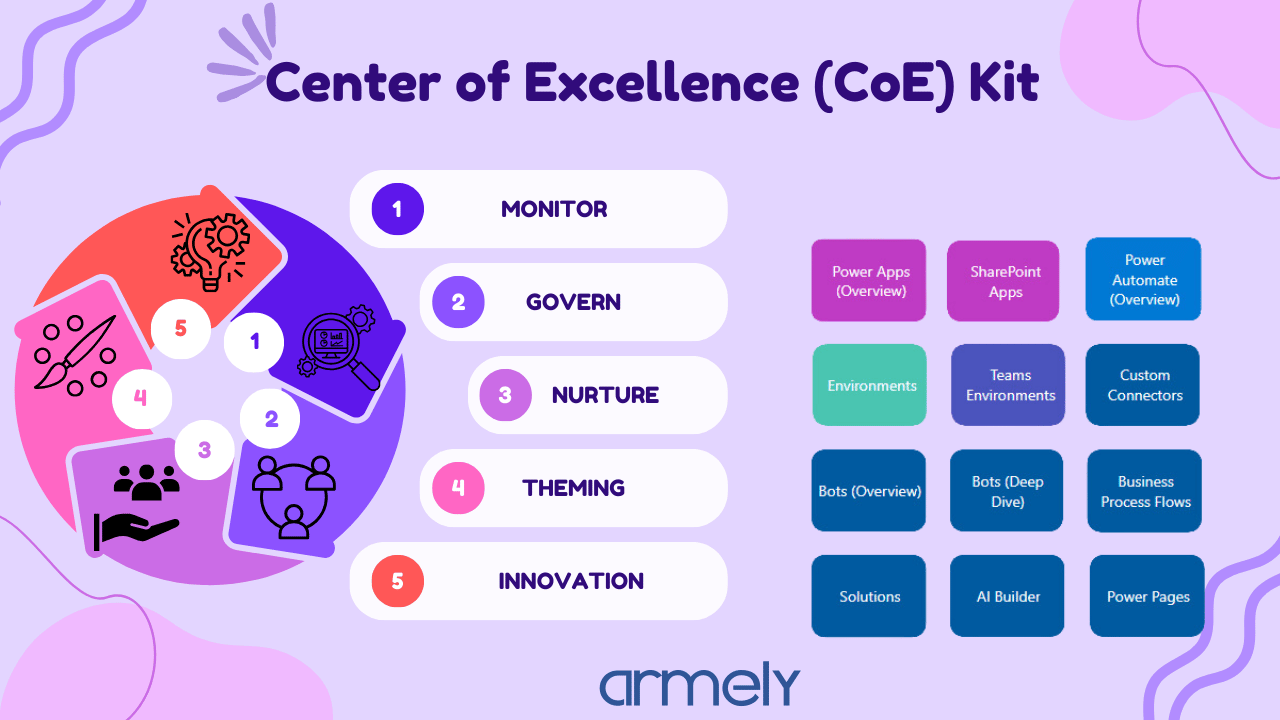 Center of Excellence (CoE) Kit
1
2
3
4
5
1
MONITOR
2
GOVERN
3
NURTURE
4
THEMING
5
INNOVATION
Power Apps
(Overview)
SharePoint
Apps
Power
Automate
(Overview)
Environments
Teams
Environments
Custom
Connectors
Bots (Overview)
Bots (Deep
Dive)
Business
Process Flows
Solutions
AI Builder
Power Pages
armely